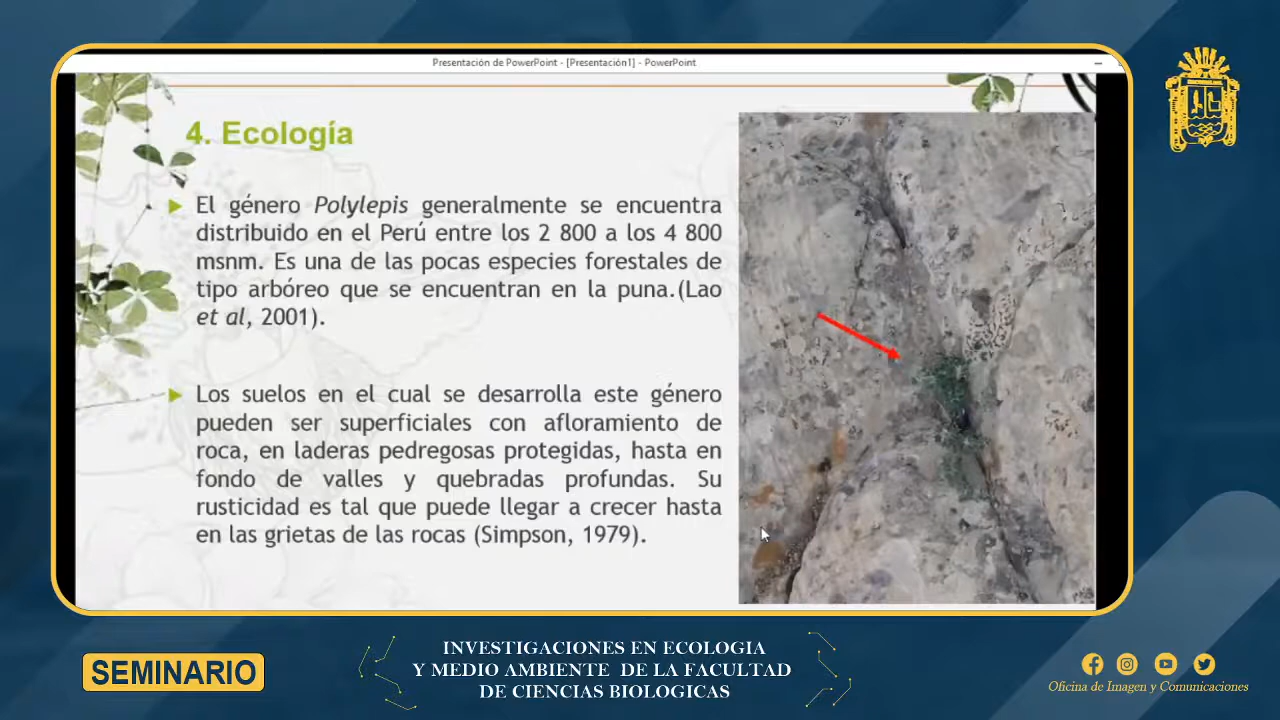 Presentación de PowerPoint - [Presentación1] - PowerPoint
4. Ecología
El género Polylepis generalmente se encuentra
distribuido en el Perú entre los 2 800 a los 4 800
msnm. Es una de las pocas especies forestales de
tipo arbóreo que se encuentran en la puna.(Lao
et al, 2001).
Los suelos en el cual se desarrolla este género
pueden ser superficiales con afloramiento de
roca, en laderas pedregosas protegidas, hasta en
fondo de valles y quebradas profundas. Su
rusticidad es tal que puede llegar a crecer hasta
en las grietas de las rocas (Simpson, 1979).
SEMINARIO
INVESTIGACIONES EN ECOLOGIA
Y MEDIO AMBIENTE DE LA FACULTAD
DE CIENCIAS BIOLOGICAS
Oficina de Imagen y Comunicaciones